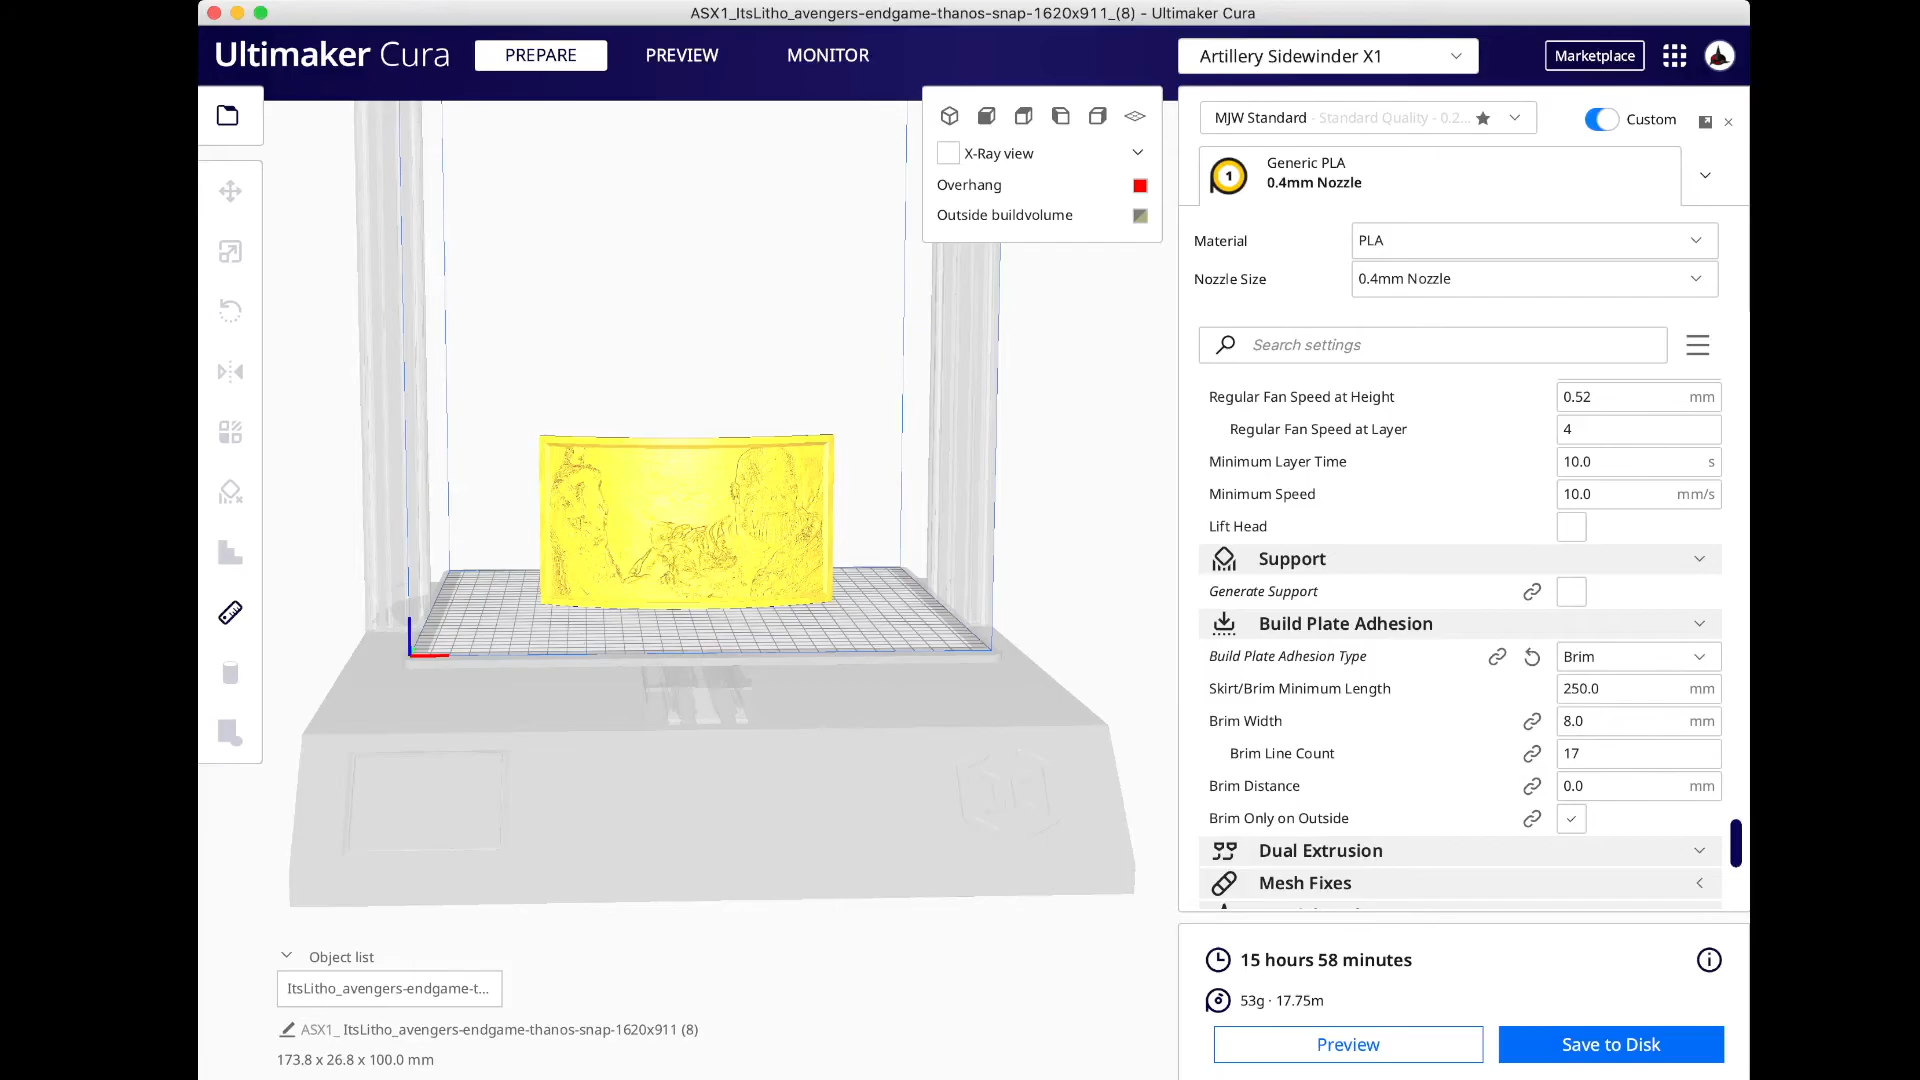 ASX1_ItsLitho_avengers-endgame-thanos-snap-1620x911_(8) - Ultimaker Cura
Ultimaker Cura
PREPARE
PREVIEW
MONITOR
Artillery Sidewinder X1
Marketplace
X-Ray view
Overhang
Outside buildvolume
MJW Standard - Standard Quality - 0.2...
Custom
1
Generic PLA
0.4mm Nozzle
Material
PLA
Nozzle Size
0.4mm Nozzle
Search settings
Regular Fan Speed at Height
0.52 mm
Regular Fan Speed at Layer
4
Minimum Layer Time
10.0 s
Minimum Speed
10.0 mm/s
Lift Head
Support
Generate Support
Build Plate Adhesion
Build Plate Adhesion Type
Brim
Skirt/Brim Minimum Length
250.0 mm
Brim Width
8.0 mm
Brim Line Count
17
Brim Distance
0.0 mm
Brim Only on Outside
Dual Extrusion
Mesh Fixes
15 hours 58 minutes
53g · 17.75m
Preview
Save to Disk
Object list
ItsLitho_avengers-endgame-t...
ASX1_ ItsLitho_avengers-endgame-thanos-snap-1620x911 (8)
173.8 x 26.8 x 100.0 mm